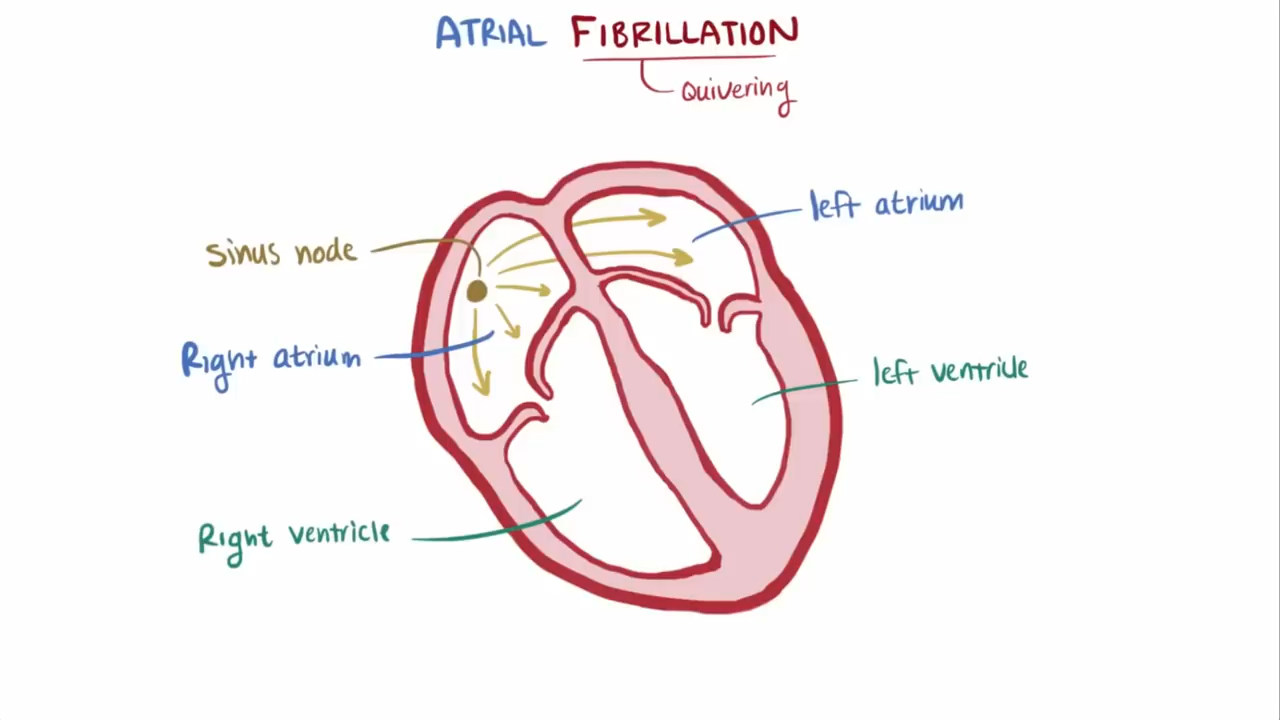 ATRIAL FIBRILLATION
Quivering
left atrium
Sinus node
Right atrium
left ventricle
Right ventricle